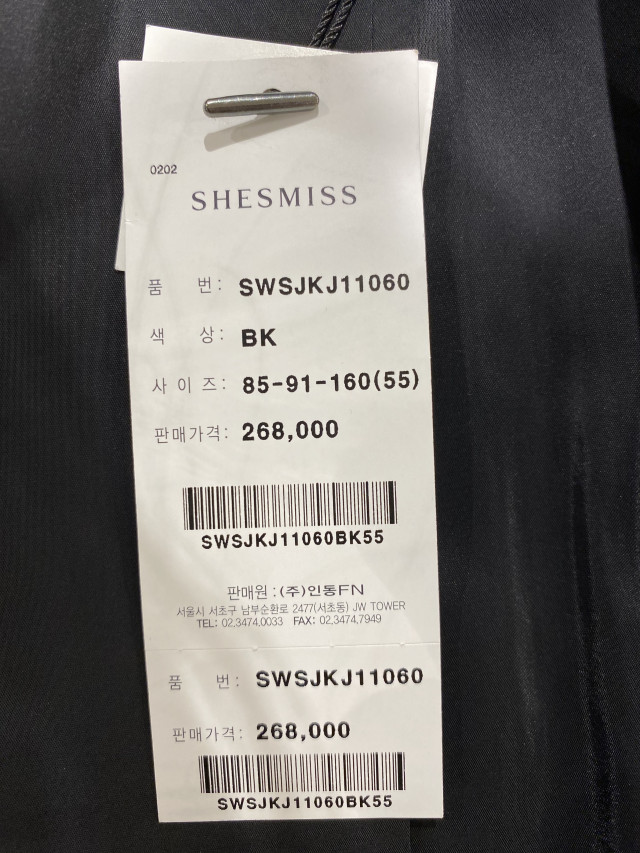 0202
SHESMISS
품 번: SWSJKJ11060
색 상: BK
사 이 즈: 85-91-160(55)
판매가격: 268,000
SWSJKJ11060BK55
판매원 : (주)인동FN
서울시 서초구 남부순환로 2477(서초동) JW TOWER
TEL: 02.3474.0033 FAX: 02.3474.7949
품 번: SWSJKJ11060
판매가격: 268,000
SWSJKJ11060BK55